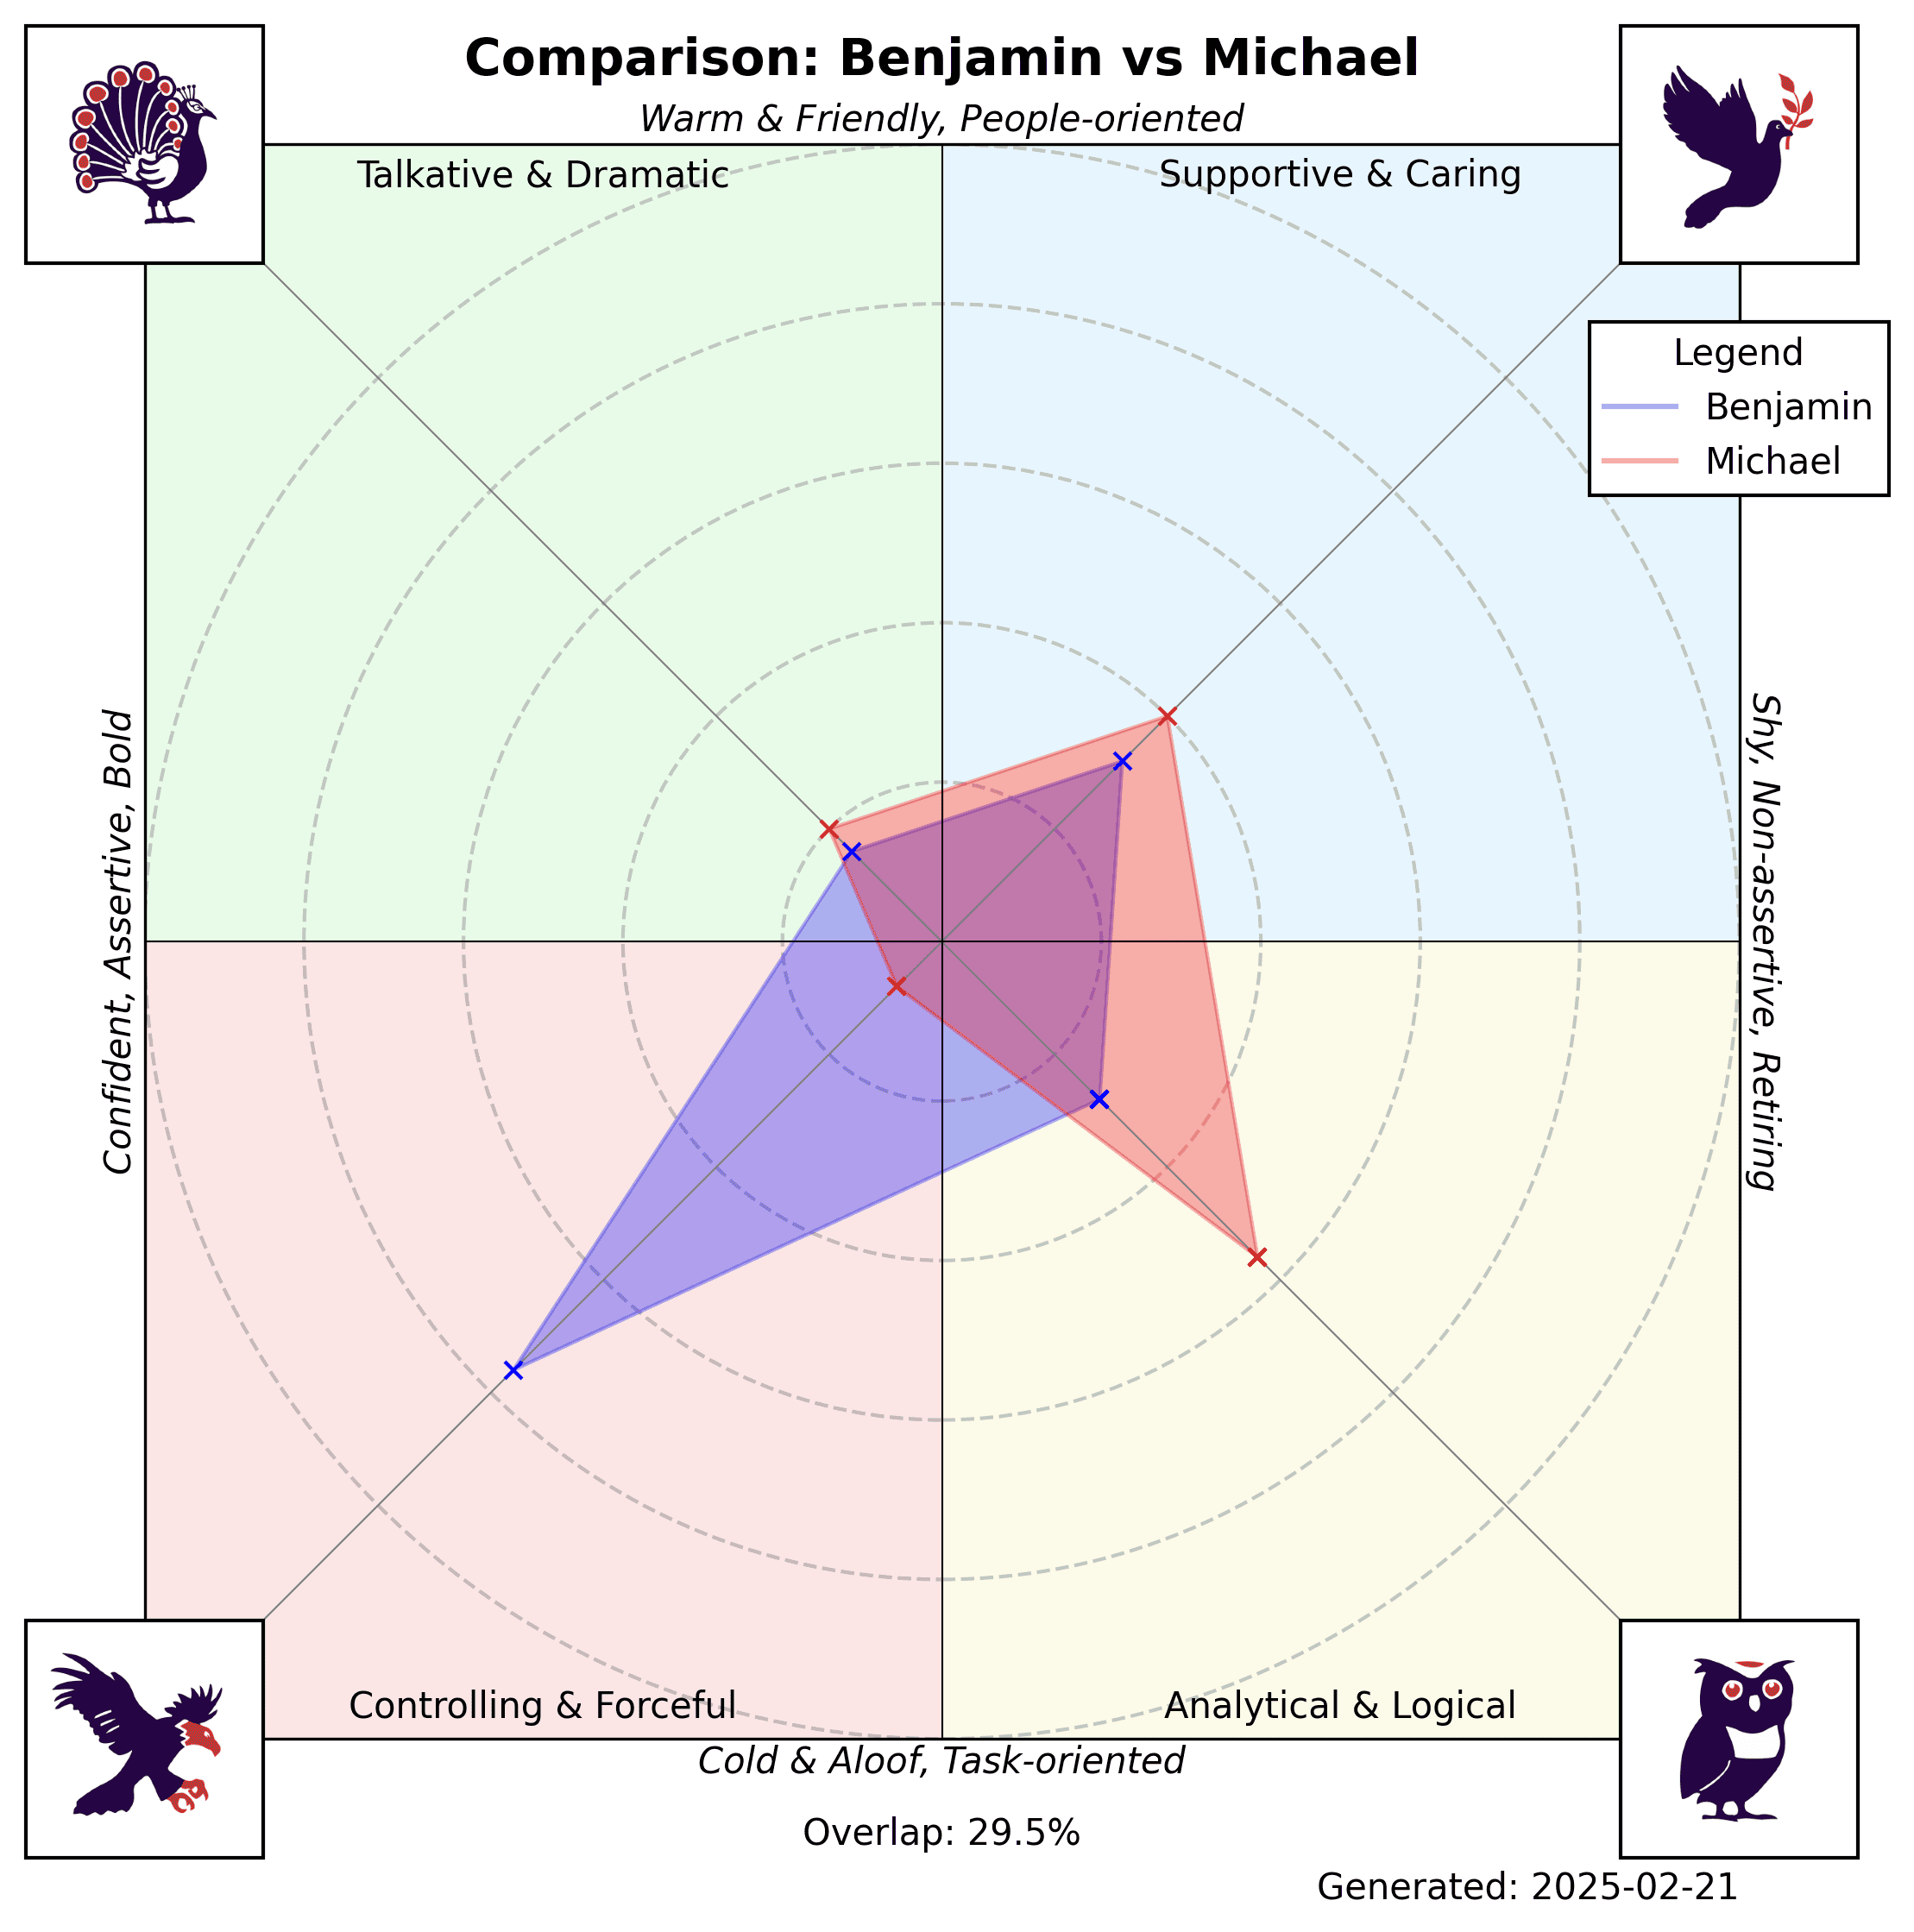 Comparison: Benjamin vs Michael
Warm & Friendly, People-oriented
Talkative & Dramatic
Supportive & Caring
Legend
Benjamin
Michael
Confident, Assertive, Bold
Shy, Non-assertive, Retiring
Controlling & Forceful
Analytical & Logical
Cold & Aloof, Task-oriented
Overlap: 29.5%
Generated: 2025-02-21